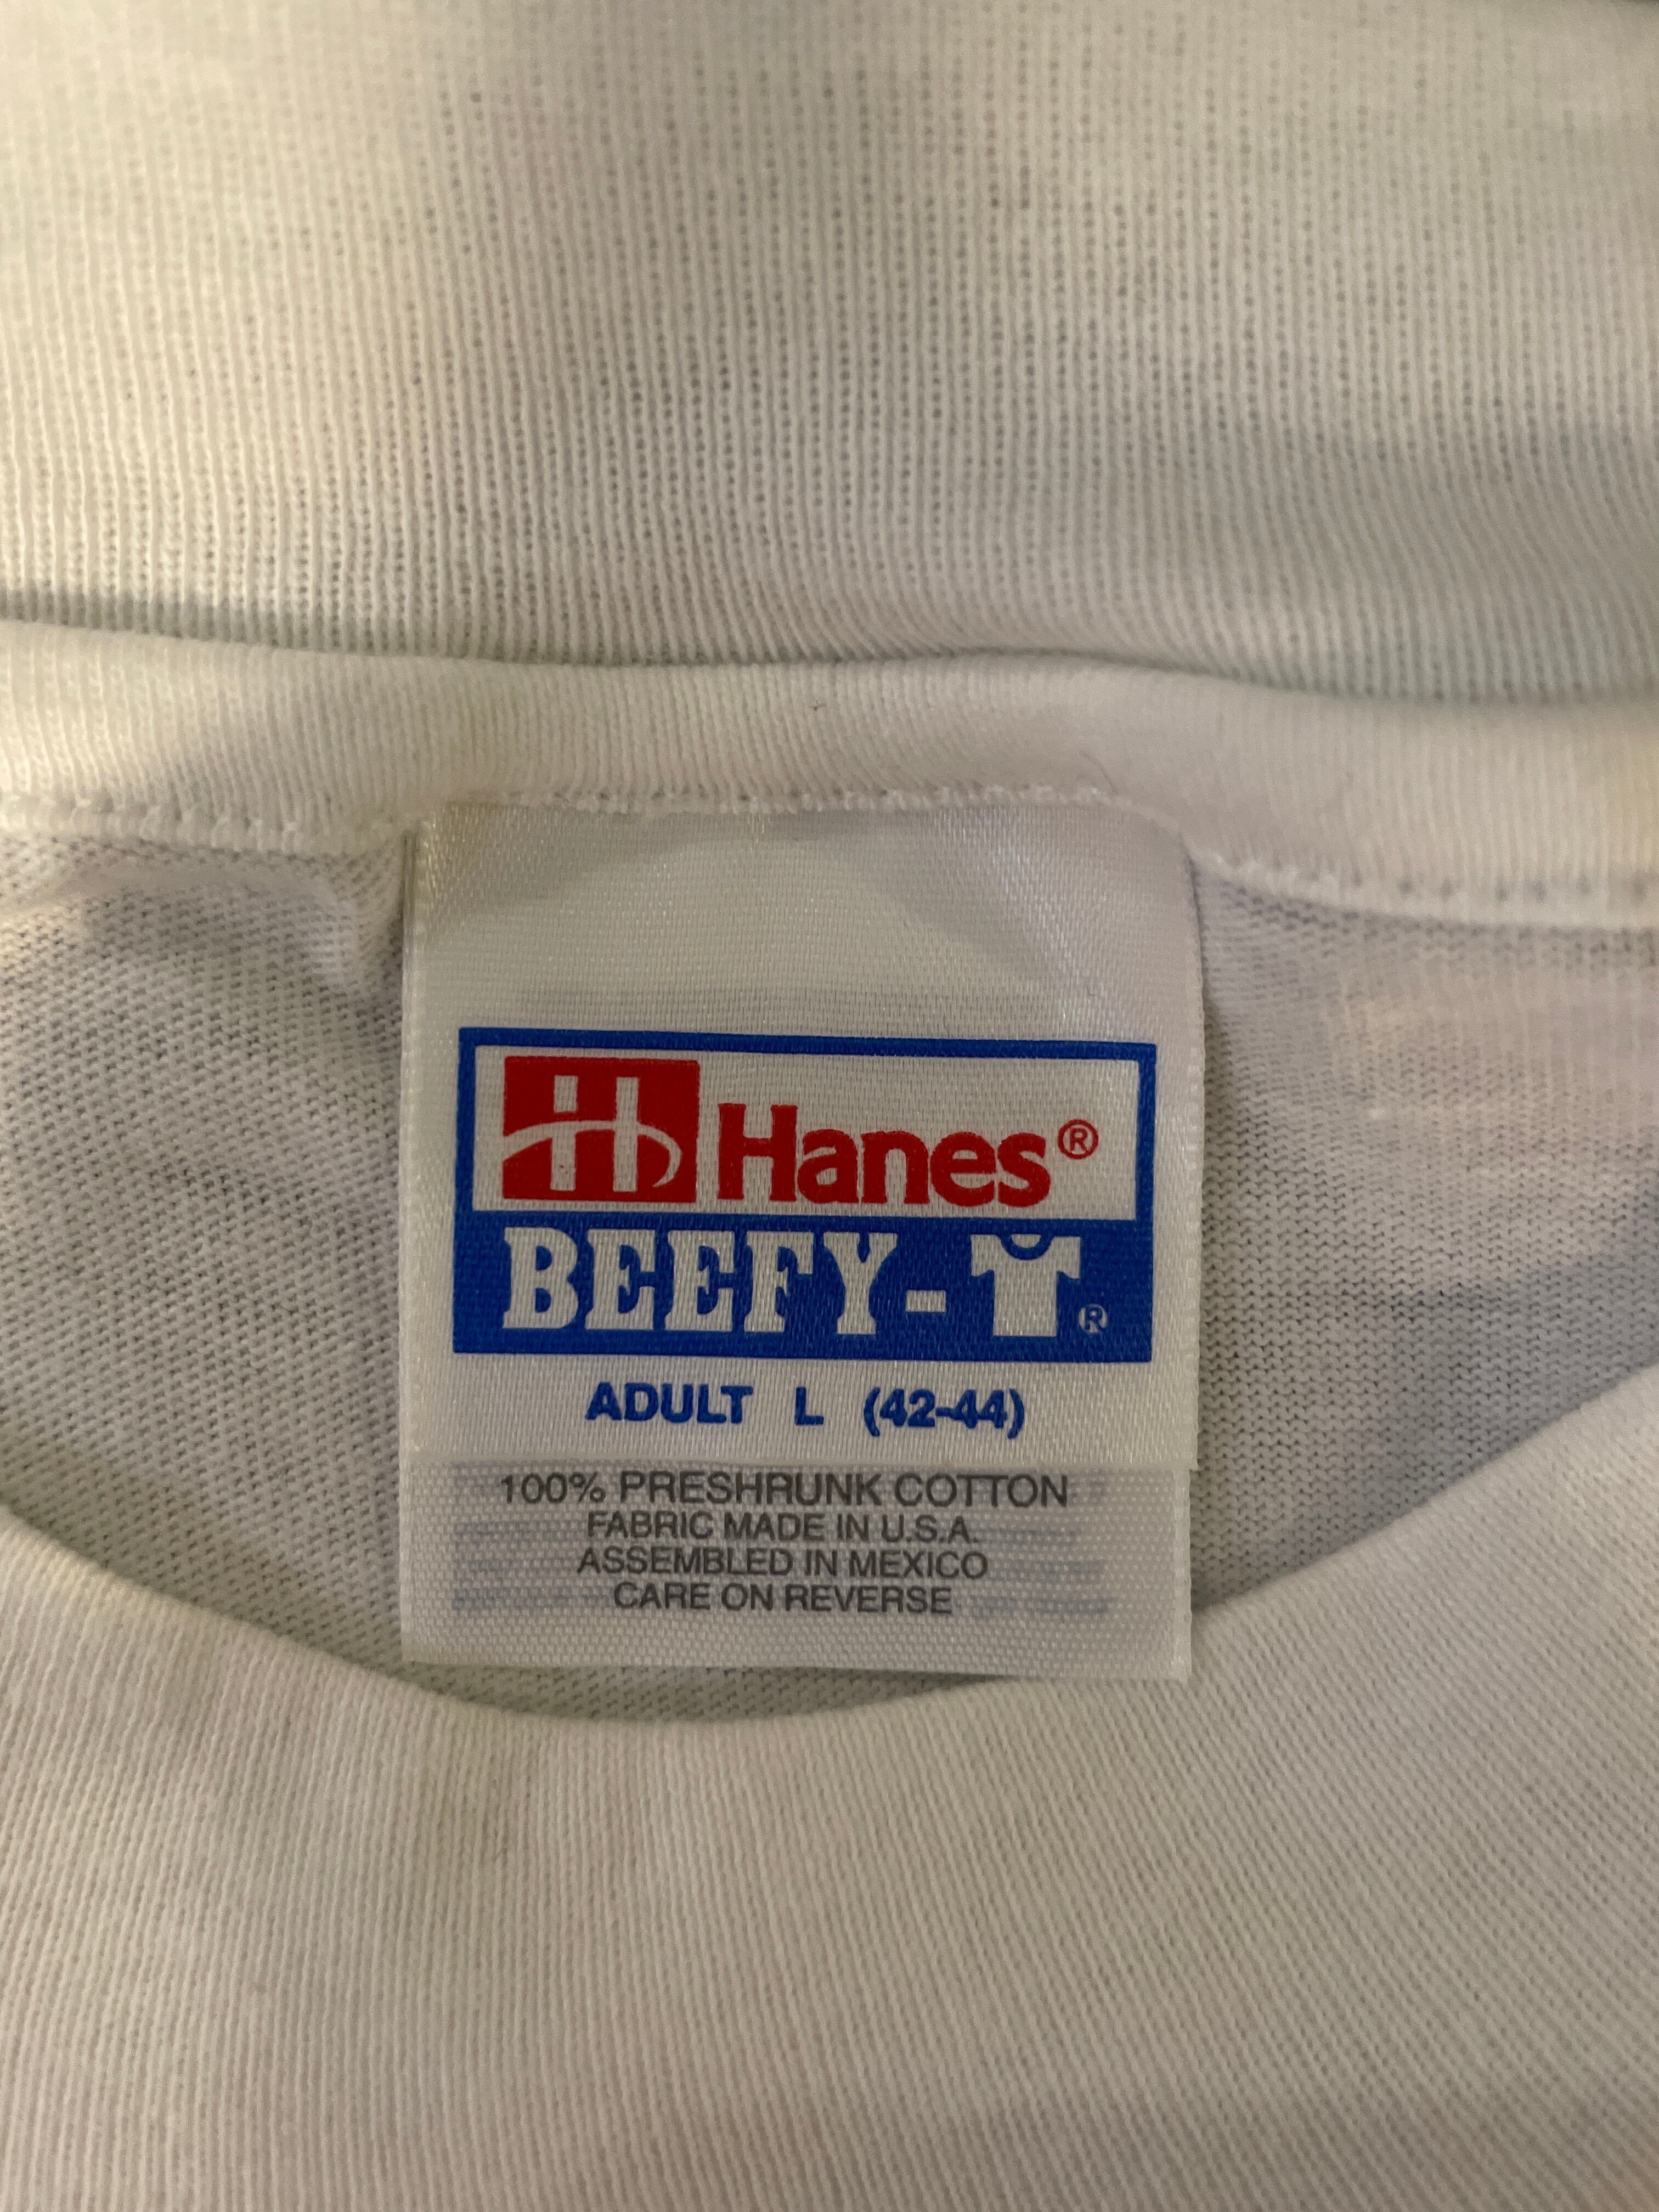 H Hanes®
BEEFY-T®
ADULT L (42-44)
100% PRESHRUNK COTTON
FABRIC MADE IN U.S.A.
ASSEMBLED IN MEXICO
CARE ON REVERSE